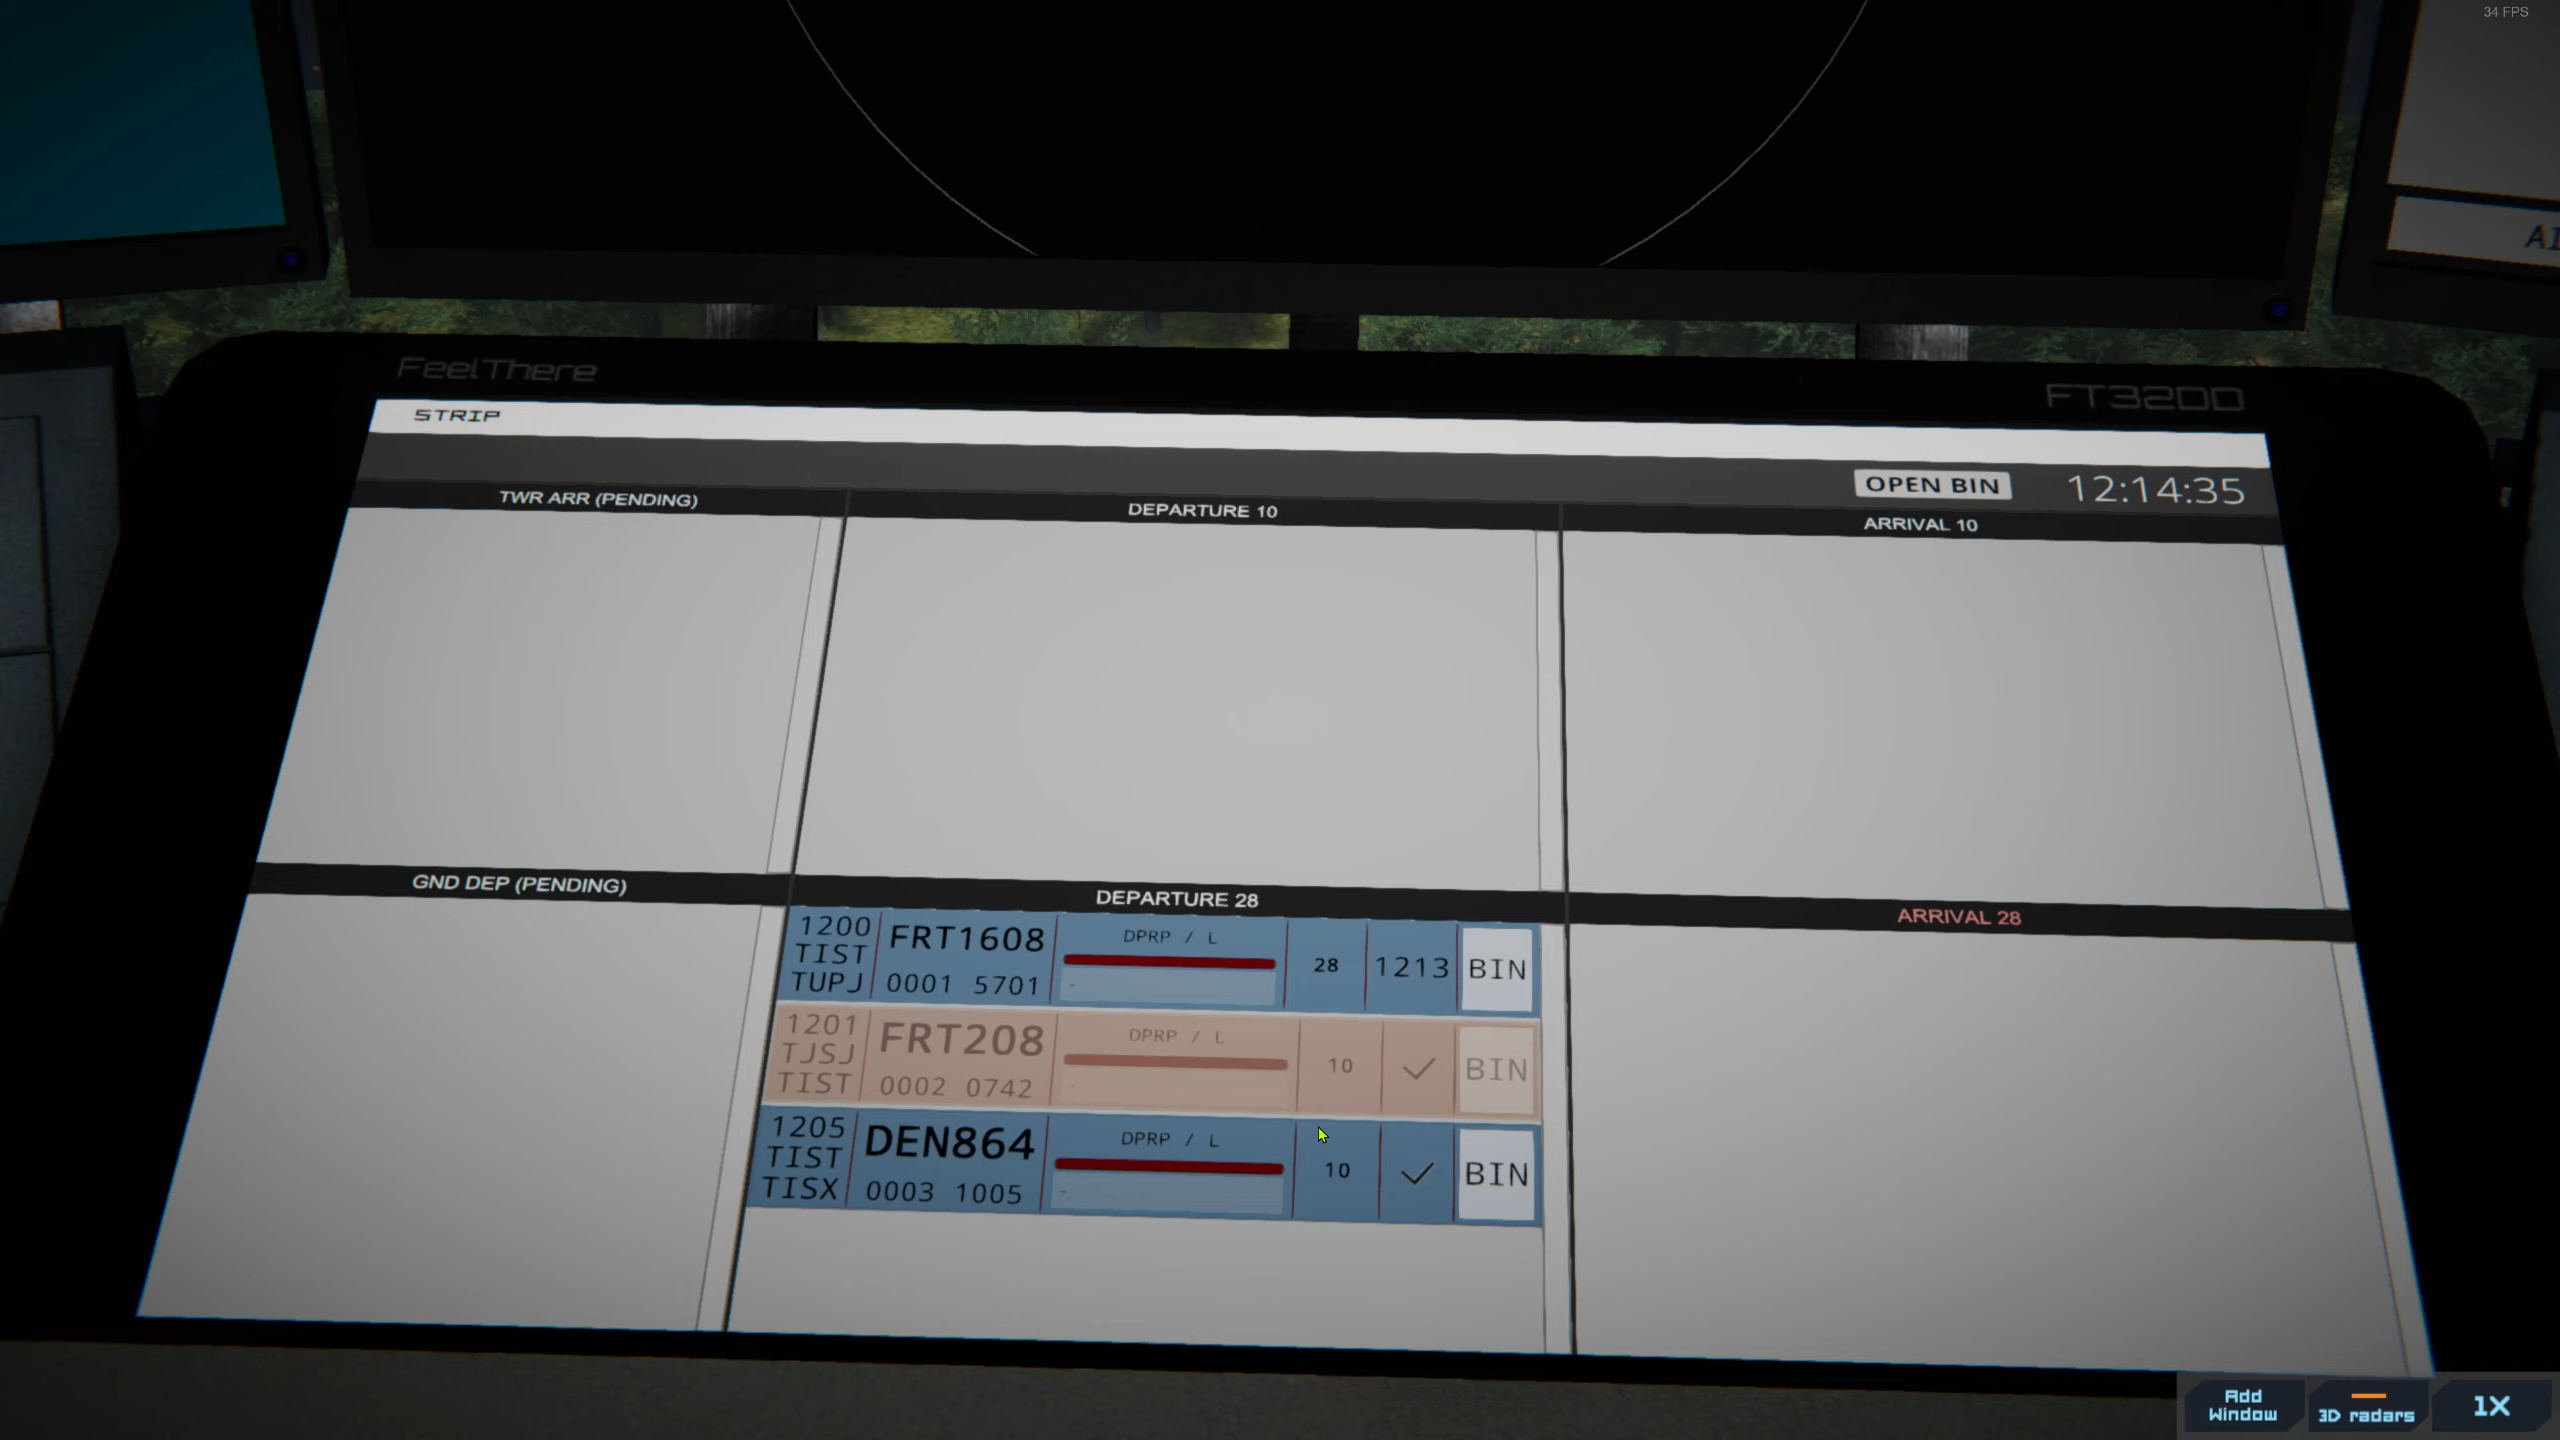 34 FPS
AI
FeelThere
FT32DD
STRIP
OPEN BIN 12:14:35
TWR ARR (PENDING)
DEPARTURE 10
ARRIVAL 10
GND DEP (PENDING)
DEPARTURE 28
ARRIVAL 28
1200
TIST
TUPJ
FRT1608
0001 5701
DPRP / L
-
28
1213
BIN
1201
TJSJ
TIST
FRT208
0002 0742
DPRP / L
-
10
BIN
1205
TIST
TISX
DEN864
0003 1005
DPRP / L
-
10
BIN
Add
Window
3D radars
1X